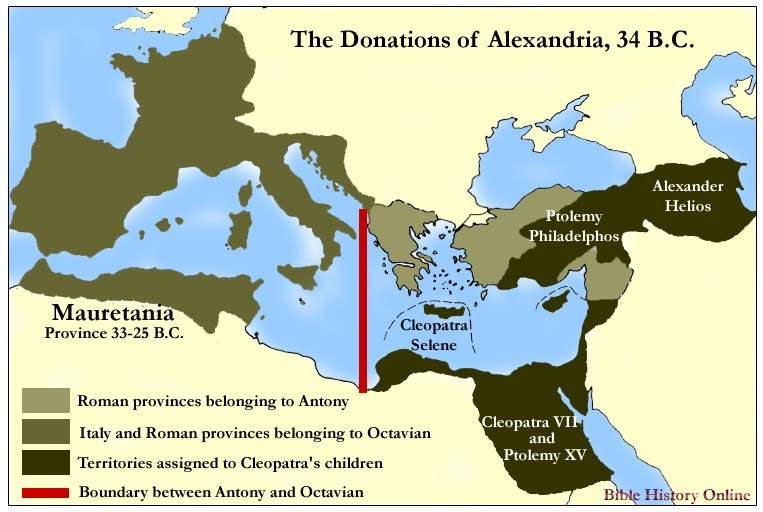 The Donations of Alexandria, 34 B.C.
Alexander
Helios
Ptolemy
Philadelphos
Mauretania
Province 33-25 B.C.
Cleopatra
Selene
Roman provinces belonging to Antony
Italy and Roman provinces belonging to Octavian
Territories assigned to Cleopatra's children
Boundary between Antony and Octavian
Cleopatra VII
and
Ptolemy XV
Bible History Online